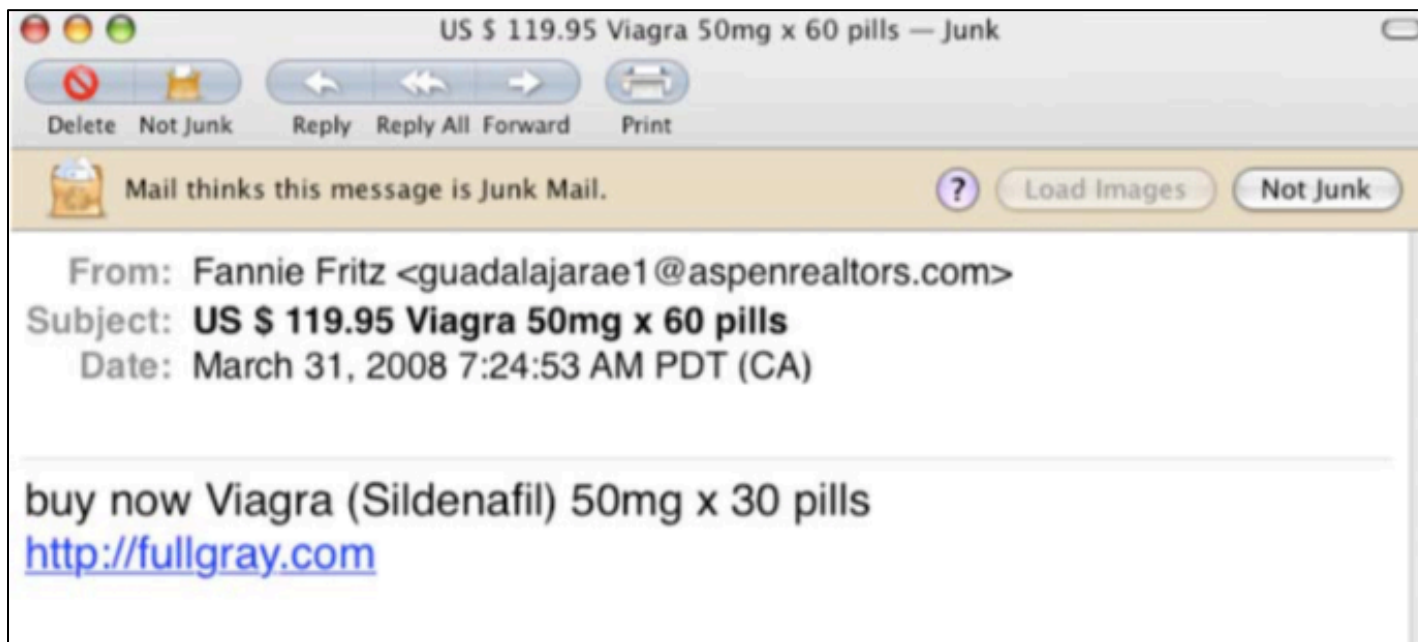 US $ 119.95 Viagra 50mg x 60 pills — Junk
Delete Not Junk Reply Reply All Forward Print
Mail thinks this message is Junk Mail. ? Load Images Not Junk
From: Fannie Fritz <guadalajarae1@aspenrealtors.com>
Subject: US $ 119.95 Viagra 50mg x 60 pills
Date: March 31, 2008 7:24:53 AM PDT (CA)
buy now Viagra (Sildenafil) 50mg x 30 pills
http://fullgray.com